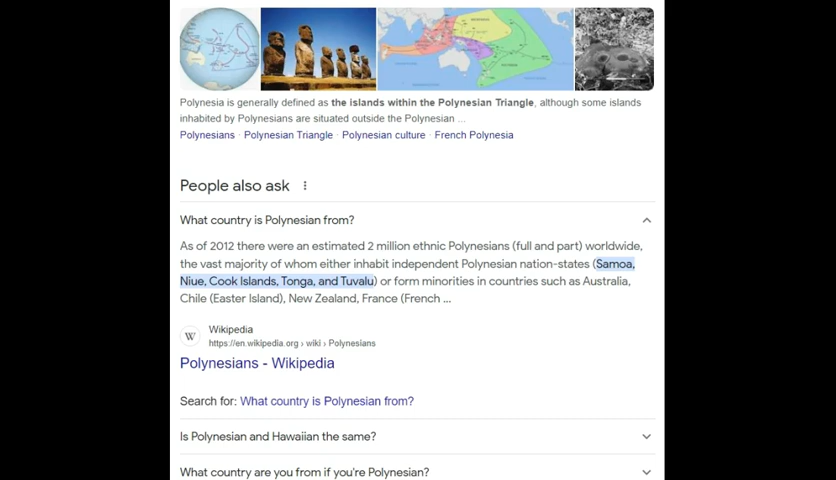 Polynesia is generally defined as the islands within the Polynesian Triangle, although some islands
inhabited by Polynesians are situated outside the Polynesian ...
Polynesians · Polynesian Triangle · Polynesian culture · French Polynesia
People also ask
What country is Polynesian from?
As of 2012 there were an estimated 2 million ethnic Polynesians (full and part) worldwide,
the vast majority of whom either inhabit independent Polynesian nation-states (Samoa,
Niue, Cook Islands, Tonga, and Tuvalu) or form minorities in countries such as Australia,
Chile (Easter Island), New Zealand, France (French ...
W
Wikipedia
https://en.wikipedia.org › wiki › Polynesians
Polynesians - Wikipedia
Search for: What country is Polynesian from?
Is Polynesian and Hawaiian the same?
What country are you from if you're Polynesian?